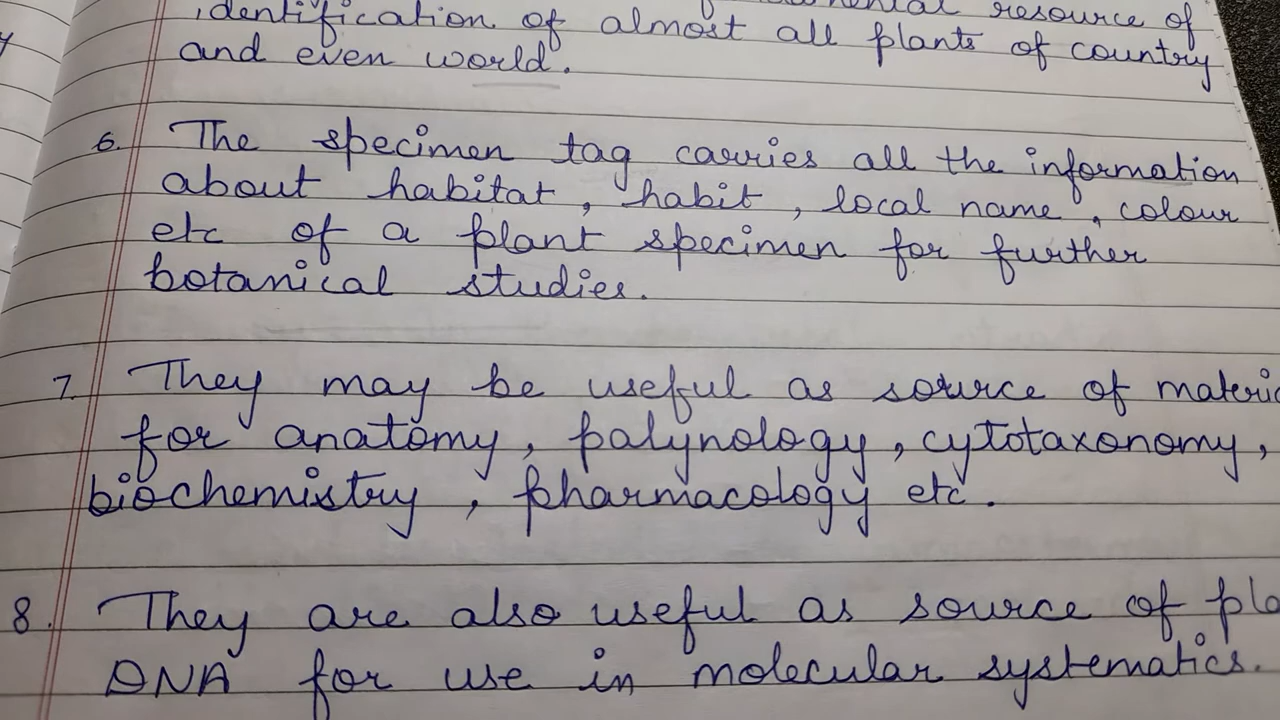 resource of
identification of almost all plants of country
and even world.
6. The specimen tag carries all the information
about habitat, habit, local name, colour
etc of a plant specimen for further
botanical studies.
7. They may be useful as source of
for anatomy, palynology, cytotaxonomy,
biochemistry, pharmacology etc.
8. They are also useful as source of
DNA for use in molecular systematics.